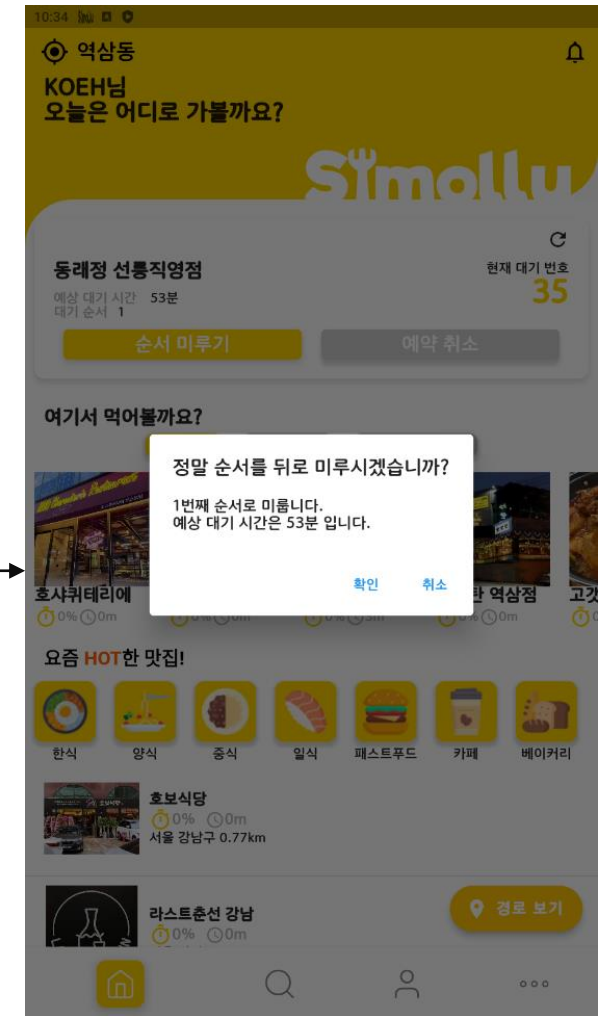 10:34
역삼동
KOEH님
오늘은 어디로 가볼까요?
Simolly
동래정 선릉직영점
현재 대기 번호
35
예상 대기 시간 53분
대기 순서 1
순서 미루기
예약 취소
여기서 먹어볼까요?
정말 순서를 뒤로 미루시겠습니까?
1번째 순서로 미룹니다.
예상 대기 시간은 53분 입니다.
확인 취소
호샤퀴테리에
역삼점
0% 0m
0m
요즘 HOT한 맛집!
한식 양식 중식 일식 패스트푸드 카페 베이커리
호보식당
0% 0m
서울 강남구 0.77km
라스트춘선 강남
0% 0m
경로 보기